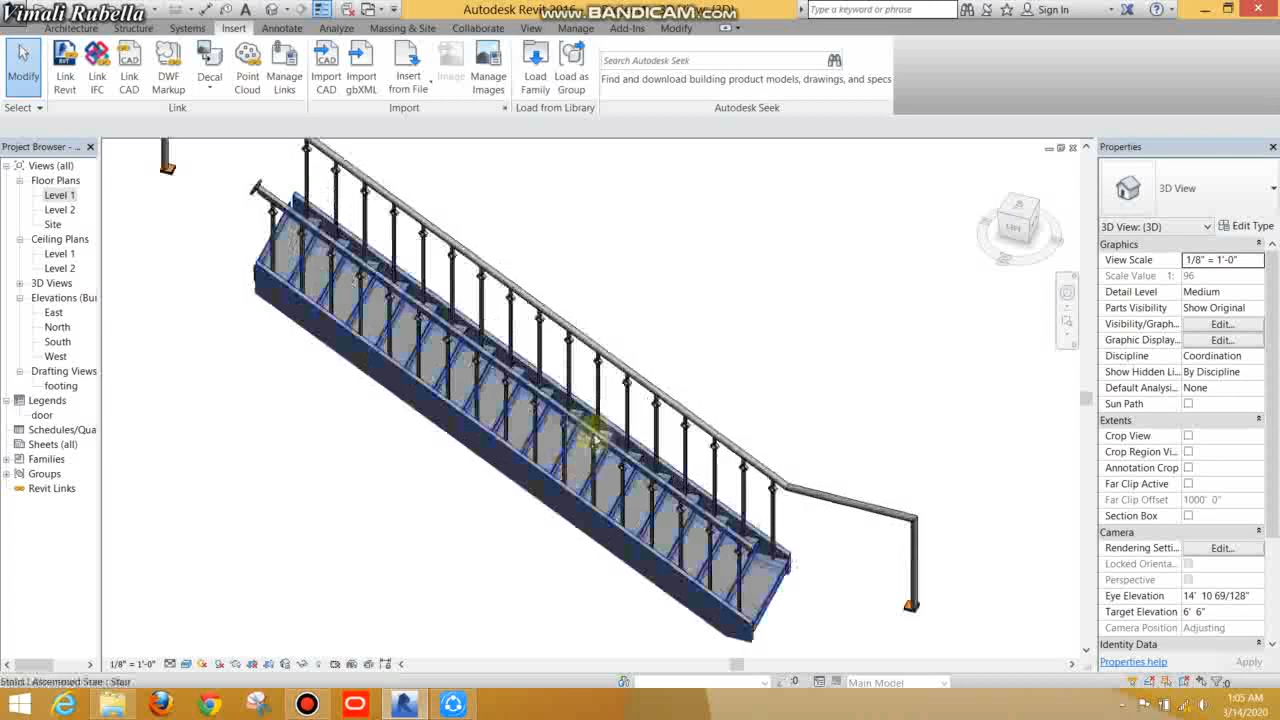 Vimali Rubella
Autodesk Revit 2016
www.BANDICAM.com
(3D)
Type a keyword or phrase
Sign In
Architecture Structure Systems Insert Annotate Analyze Massing & Site Collaborate View Manage Add-Ins Modify
Modify
Link Revit
Link IFC
Link CAD
DWF Markup
Decal
Point Cloud
Manage Links
Import CAD
Import gbXML
Insert from File
Image
Manage Images
Load Family
Load as Group
Search Autodesk Seek
Find and download building product models, drawings, and specs
Select
Link
Import
Load from Library
Autodesk Seek
Project Browser - ...
Views (all)
Floor Plans
Level 1
Level 2
Site
Ceiling Plans
Level 1
Level 2
3D Views
Elevations (Bui
East
North
South
West
Drafting Views
footing
Legends
door
Schedules/Qua
Sheets (all)
Families
Groups
Revit Links
Properties
3D View
3D View: (3D)
Edit Type
Graphics
View Scale 1/8" = 1'-0"
Scale Value 1: 96
Detail Level Medium
Parts Visibility Show Original
Visibility/Graph... Edit...
Graphic Display... Edit...
Discipline Coordination
Show Hidden Li... By Discipline
Default Analysi... None
Sun Path
Extents
Crop View
Crop Region Vi...
Annotation Crop
Far Clip Active
Far Clip Offset 1000' 0"
Section Box
Camera
Rendering Setti... Edit...
Locked Orienta...
Perspective
Eye Elevation 14' 10 69/128"
Target Elevation 6' 6"
Camera Position Adjusting
Identity Data
Properties help
Apply
1/8" = 1'-0"
:0
Main Model
:0
1:05 AM
3/14/2020